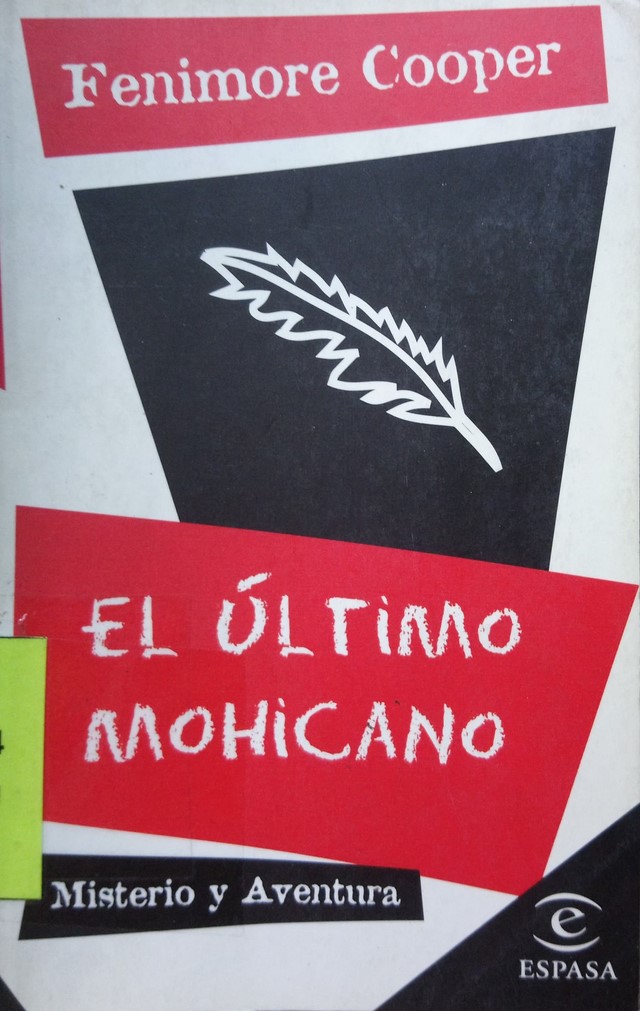 Fenimore Cooper
EL ÚLTIMO
MOHICANO
Misterio y Aventura
e
ESPASA